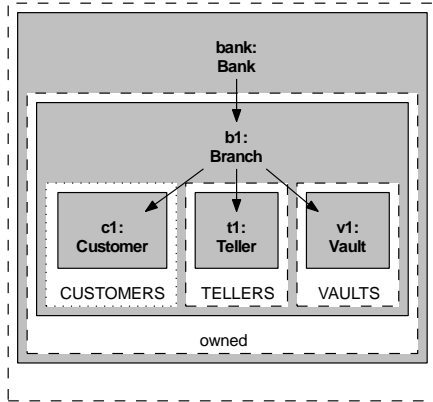 bank:
Bank
b1:
Branch
c1:
Customer
t1:
Teller
v1:
Vault
CUSTOMERS
TELLERS
VAULTS
owned